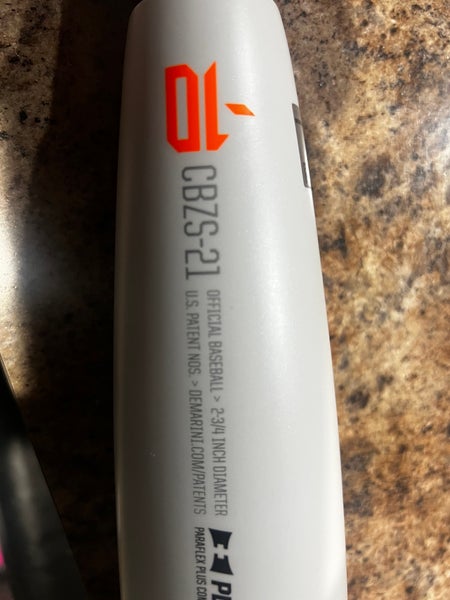 -10
CBZS-21
OFFICIAL BASEBALL > 2-3/4 INCH DIAMETER
U.S. PATENT NOS. > DEMARINI.COM/PATENTS
PARAFLEX PLUS